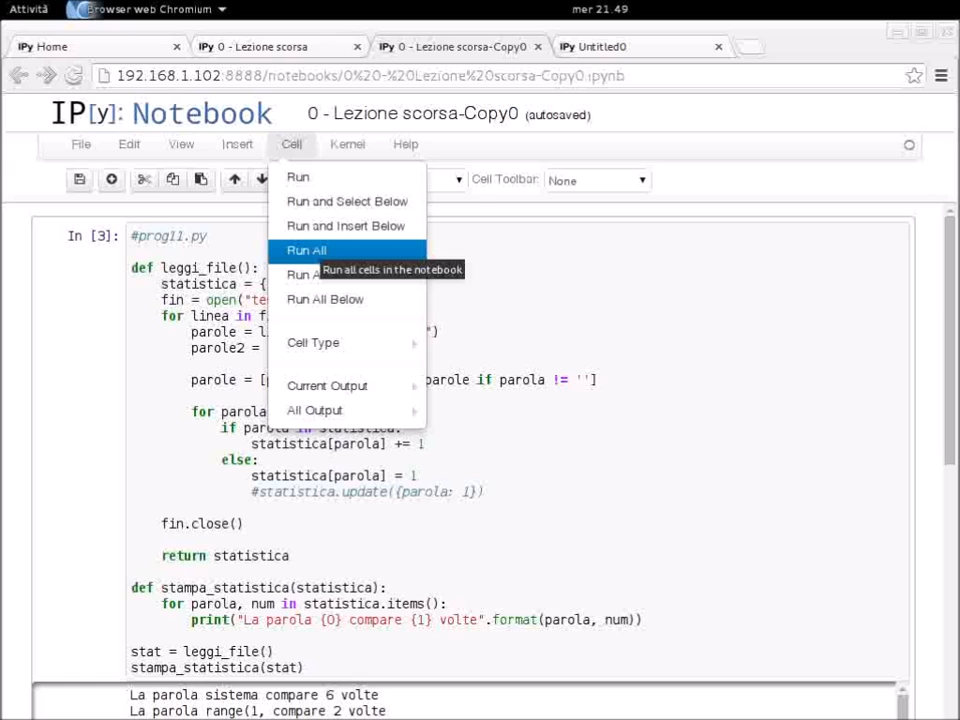 Attività Browser web Chromium mer 21.49
IPy Home × IPy 0 - Lezione scorsa × IPy 0 - Lezione scorsa-Copy0 × IPy Untitled0 ×
192.168.1.102:8888/notebooks/0%20-%20Lezione%20scorsa-Copy0.ipynb
IP[y]: Notebook 0 - Lezione scorsa-Copy0 (autosaved)
File Edit View Insert Cell Kernel Help
Cell Toolbar: None
Run
Run and Select Below
Run and Insert Below
Run All
Run all cells in the notebook
Run A
Run All Below
Cell Type
Current Output
All Output
In [3]: #prog11.py
def leggi_file():
statistica = {
fin = open("te
for linea in f
parole = l ")
parole2 =
parole = [ parole if parola != '']
for parola
if parola in statistica:
statistica[parola] += 1
else:
statistica[parola] = 1
#statistica.update({parola: 1})
fin.close()
return statistica
def stampa_statistica(statistica):
for parola, num in statistica.items():
print("La parola {0} compare {1} volte".format(parola, num))
stat = leggi_file()
stampa_statistica(stat)
La parola sistema compare 6 volte
La parola range(1, compare 2 volte